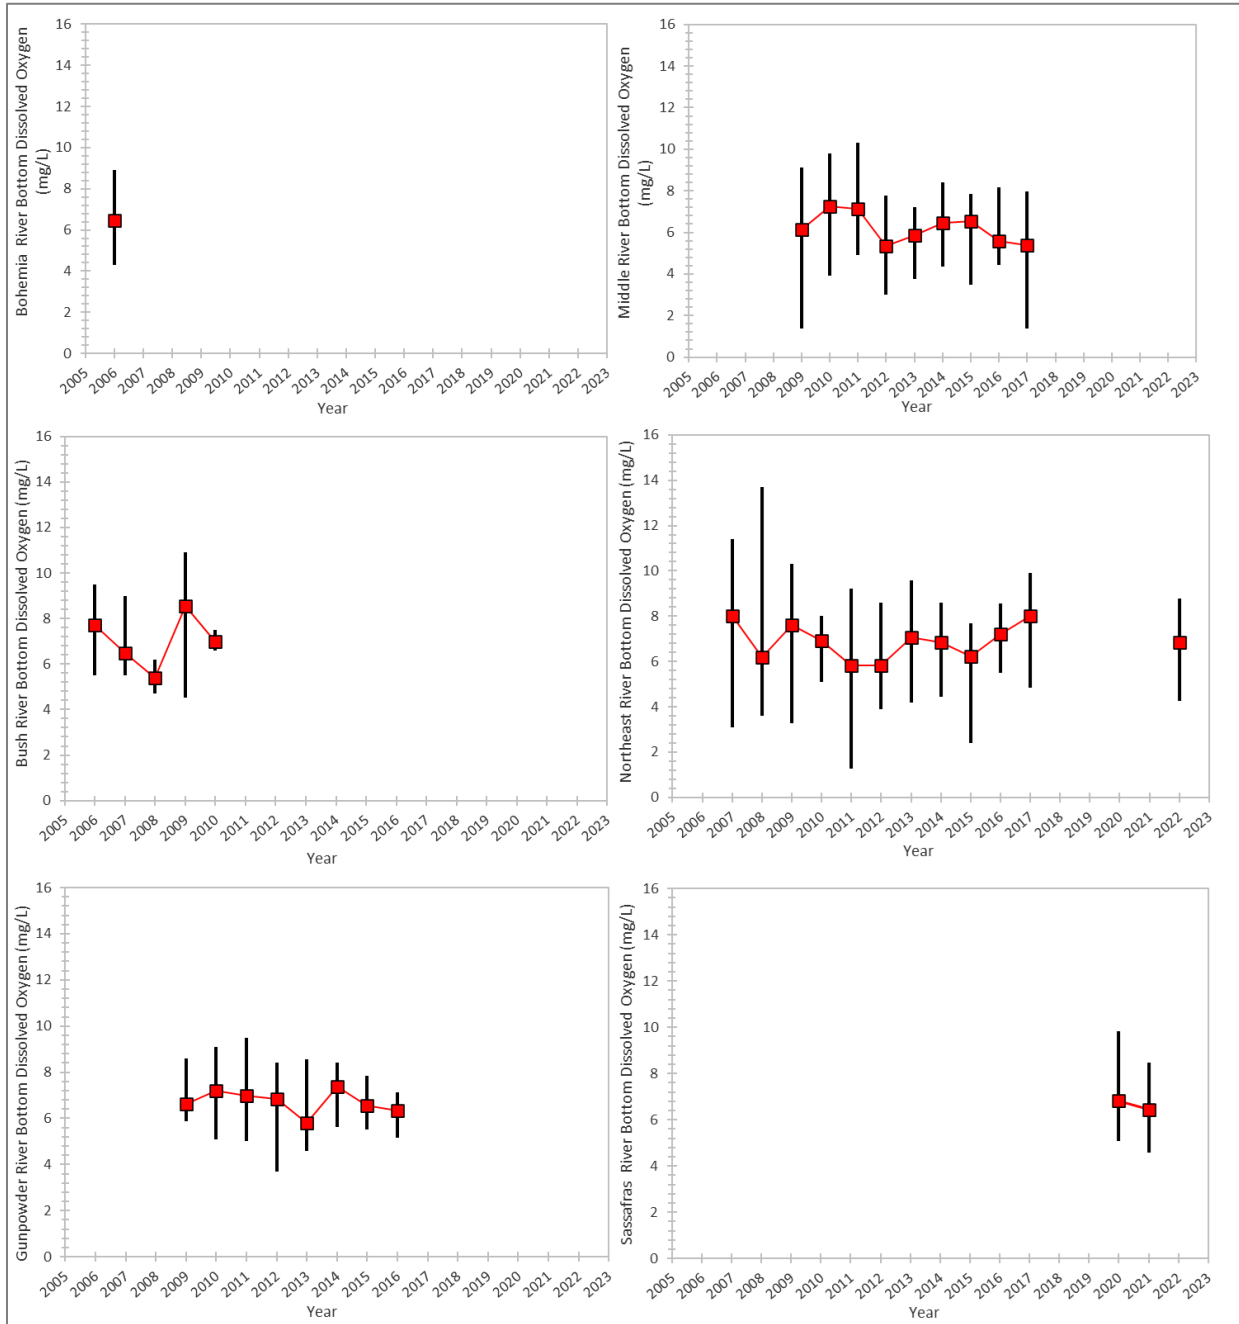 Bohemia River Bottom Dissolved Oxygen
(mg/L)
16
14
12
10
8
6
4
2
0
2005 2006 2007 2008 2009 2010 2011 2012 2013 2014 2015 2016 2017 2018 2019 2020 2021 2022 2023
Year
Middle River Bottom Dissolved Oxygen
(mg/L)
16
14
12
10
8
6
4
2
0
2005 2006 2007 2008 2009 2010 2011 2012 2013 2014 2015 2016 2017 2018 2019 2020 2021 2022 2023
Year
Bush River Bottom Dissolved Oxygen (mg/L)
16
14
12
10
8
6
4
2
0
2005 2006 2007 2008 2009 2010 2011 2012 2013 2014 2015 2016 2017 2018 2019 2020 2021 2022 2023
Year
Northeast River Bottom Dissolved Oxygen (mg/L)
16
14
12
10
8
6
4
2
0
2005 2006 2007 2008 2009 2010 2011 2012 2013 2014 2015 2016 2017 2018 2019 2020 2021 2022 2023
Year
Gunpowder River Bottom Dissolved Oxygen (mg/L)
16
14
12
10
8
6
4
2
0
2005 2006 2007 2008 2009 2010 2011 2012 2013 2014 2015 2016 2017 2018 2019 2020 2021 2022 2023
Year
Sassafras River Bottom Dissolved Oxygen (mg/L)
16
14
12
10
8
6
4
2
0
2005 2006 2007 2008 2009 2010 2011 2012 2013 2014 2015 2016 2017 2018 2019 2020 2021 2022 2023
Year